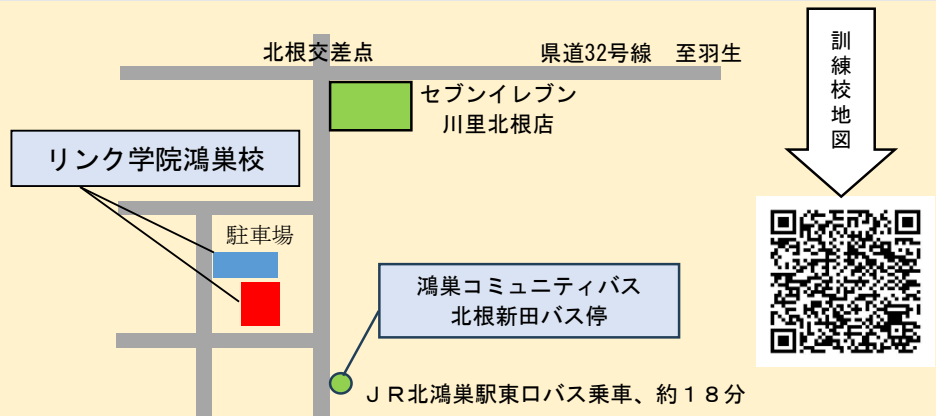 北根交差点
県道32号線 至羽生
セブンイレブン
川里北根店
リンク学院鴻巣校
駐車場
鴻巣コミュニティバス
北根新田バス停
ＪＲ北鴻巣駅東口バス乗車、約１８分
訓練校地図